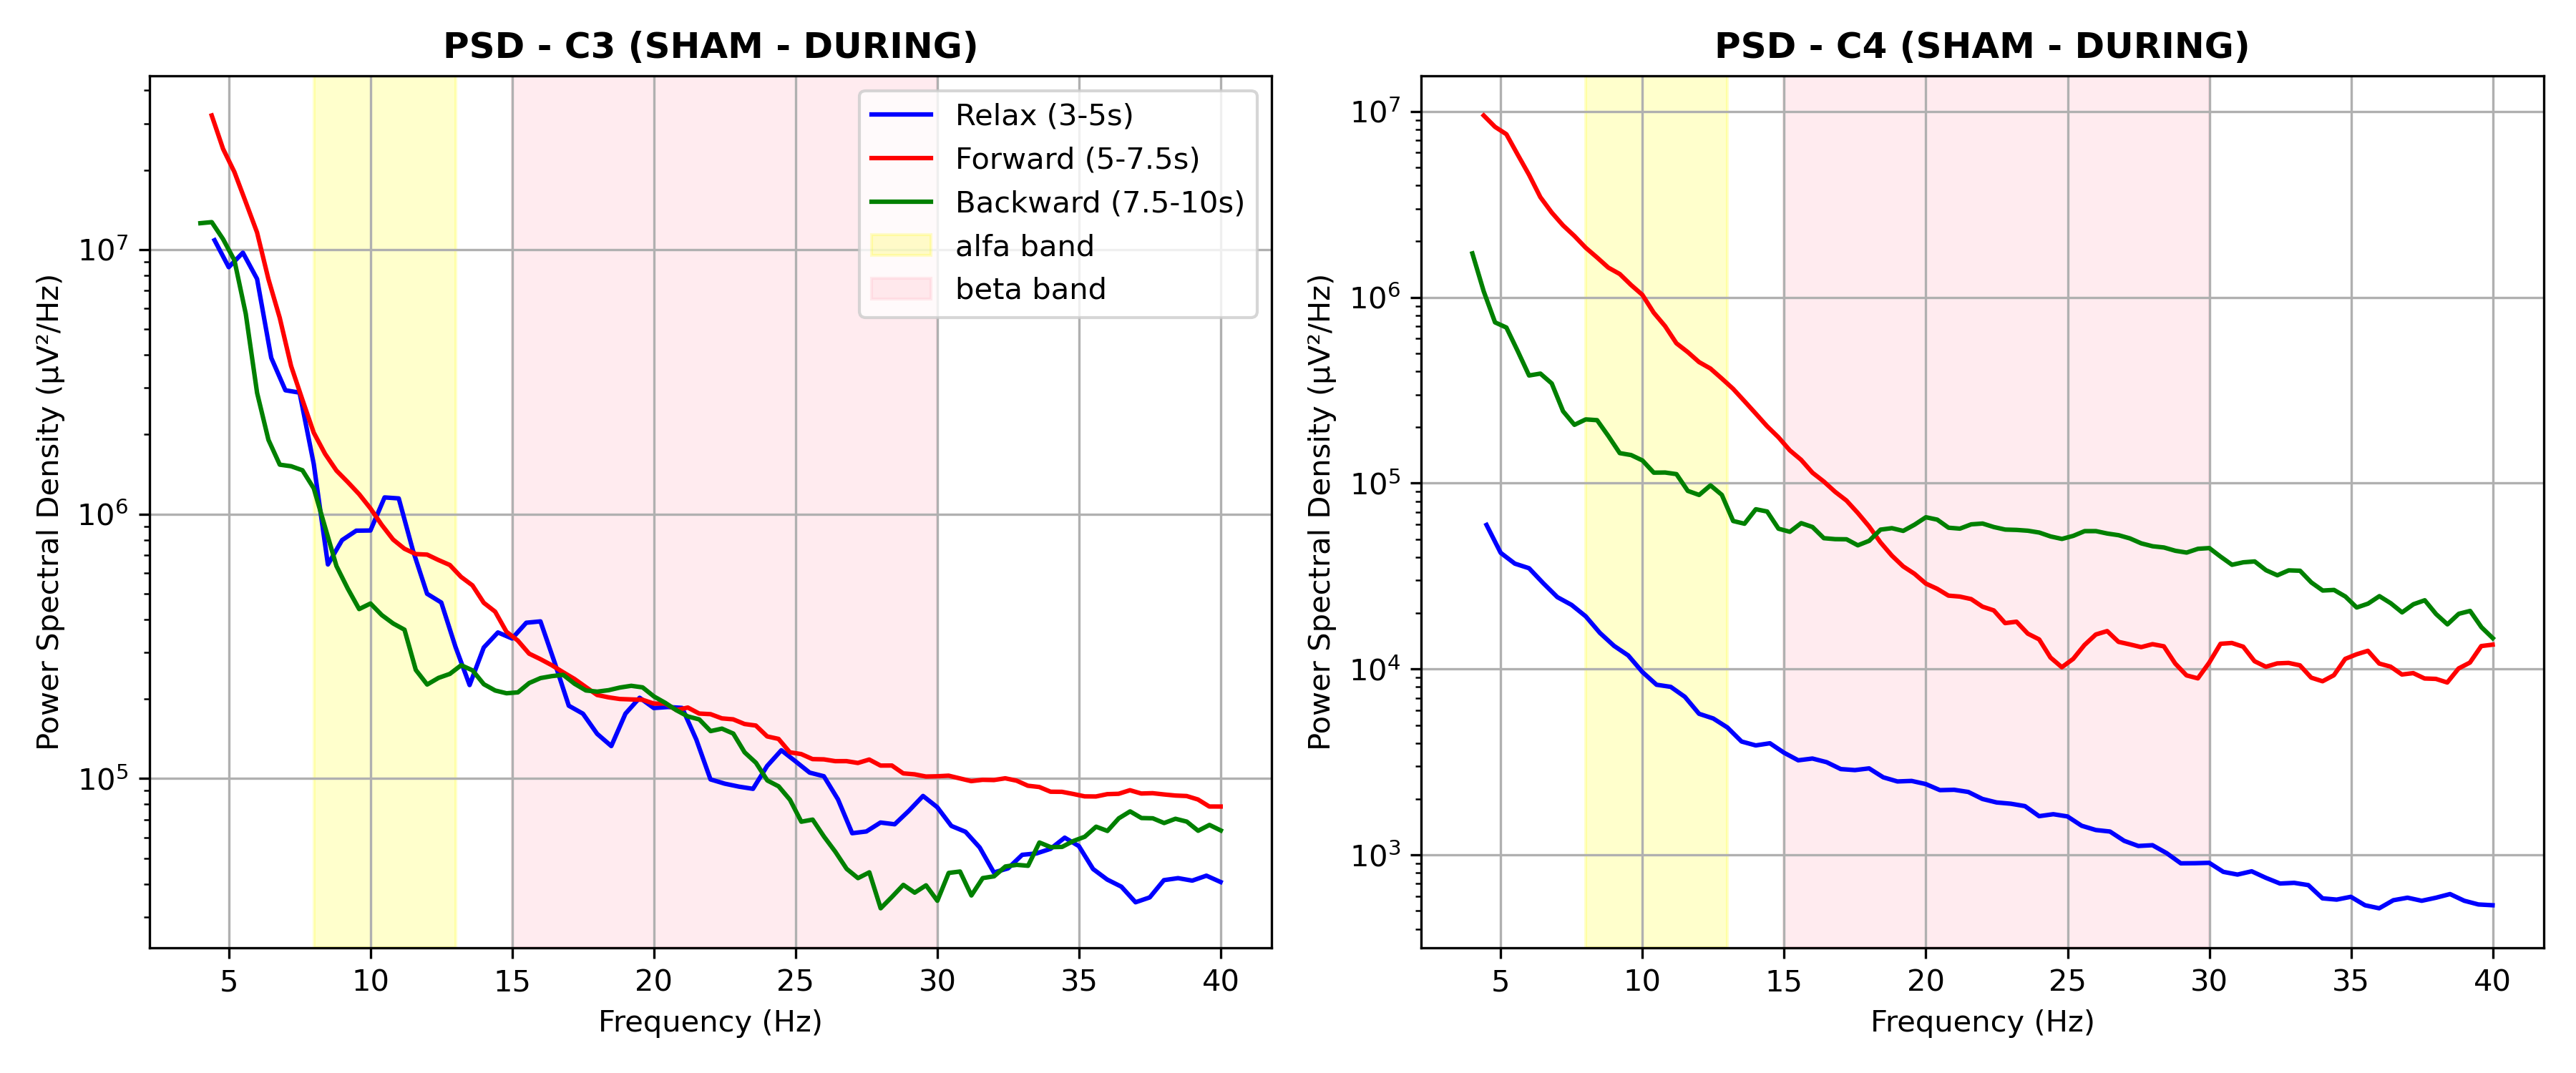 PSD - C3 (SHAM - DURING)
Power Spectral Density (µV²/Hz)
10⁷
10⁶
10⁵
5 10 15 20 25 30 35 40
Frequency (Hz)
Relax (3-5s)
Forward (5-7.5s)
Backward (7.5-10s)
alfa band
beta band
PSD - C4 (SHAM - DURING)
Power Spectral Density (µV²/Hz)
10⁷
10⁶
10⁵
10⁴
10³
5 10 15 20 25 30 35 40
Frequency (Hz)